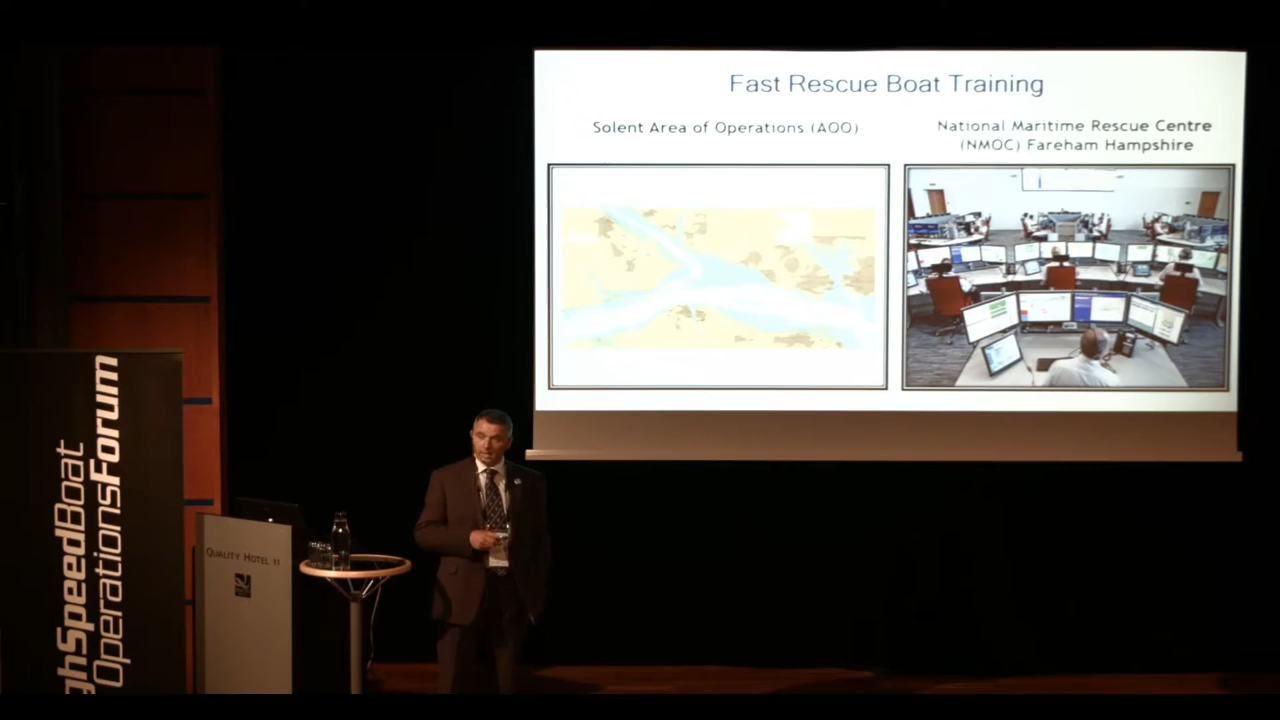 Fast Rescue Boat Training
Solent Area of Operations (AOO)
National Maritime Rescue Centre
(NMOC) Fareham Hampshire
ghSpeedBoat
OperationsForum
QUALITY HOTEL 11